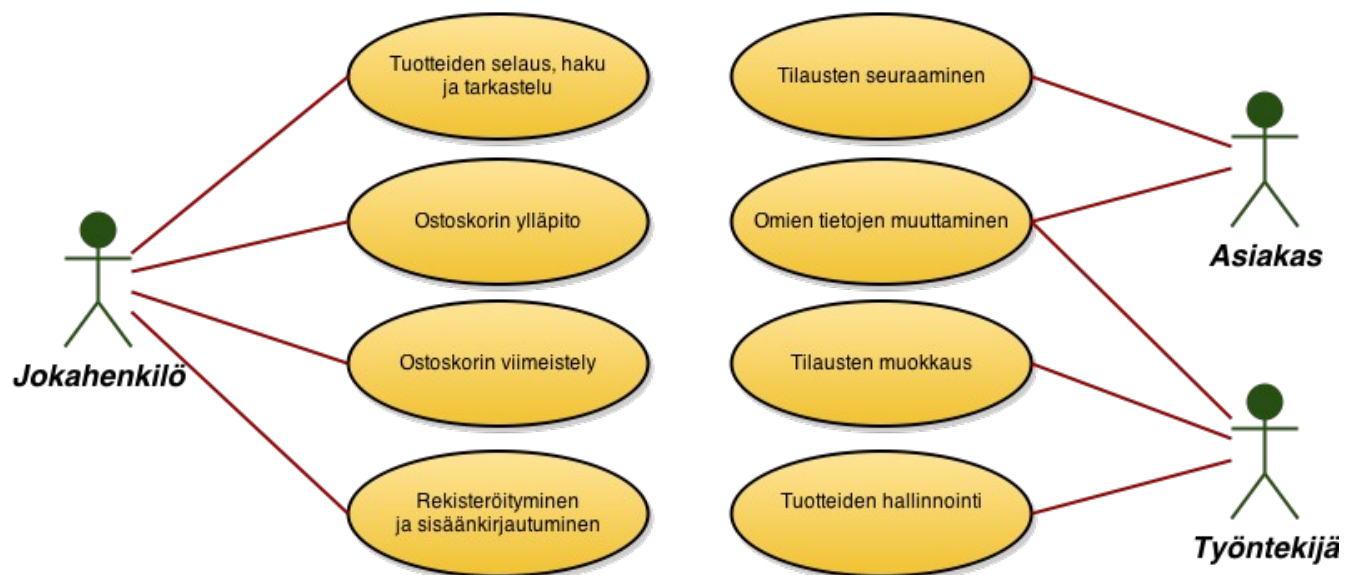 Tuotteiden selaus, haku
ja tarkastelu
Ostoskorin ylläpito
Ostoskorin viimeistely
Rekisteröityminen
ja sisäänkirjautuminen
Jokahenkilö
Tilausten seuraaminen
Omien tietojen muuttaminen
Tilausten muokkaus
Tuotteiden hallinnointi
Asiakas
Työntekijä